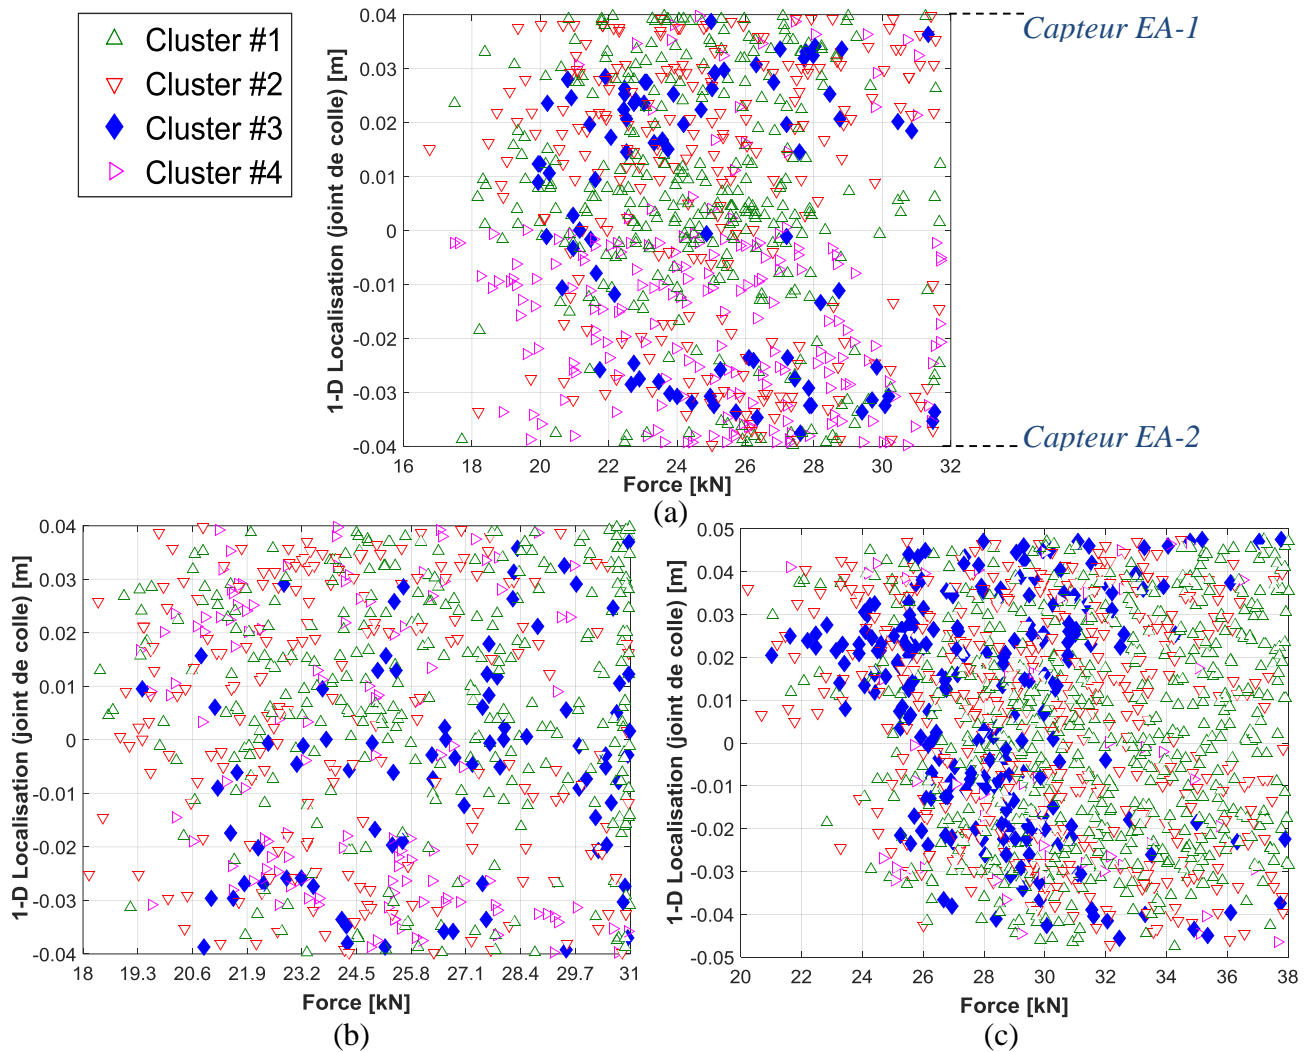 Cluster #1
Cluster #2
Cluster #3
Cluster #4
1-D Localisation (joint de colle) [m]
0.04
0.03
0.02
0.01
0
-0.01
-0.02
-0.03
-0.04
16 18 20 22 24 26 28 30 32
Force [kN]
Capteur EA-1
Capteur EA-2
(a)
1-D Localisation (joint de colle) [m]
0.04
0.03
0.02
0.01
0
-0.01
-0.02
-0.03
-0.04
18 19.3 20.6 21.9 23.2 24.5 25.8 27.1 28.4 29.7 31
Force [kN]
(b)
1-D Localisation (joint de colle) [m]
0.05
0.04
0.03
0.02
0.01
0
-0.01
-0.02
-0.03
-0.04
-0.05
20 22 24 26 28 30 32 34 36 38
Force [kN]
(c)